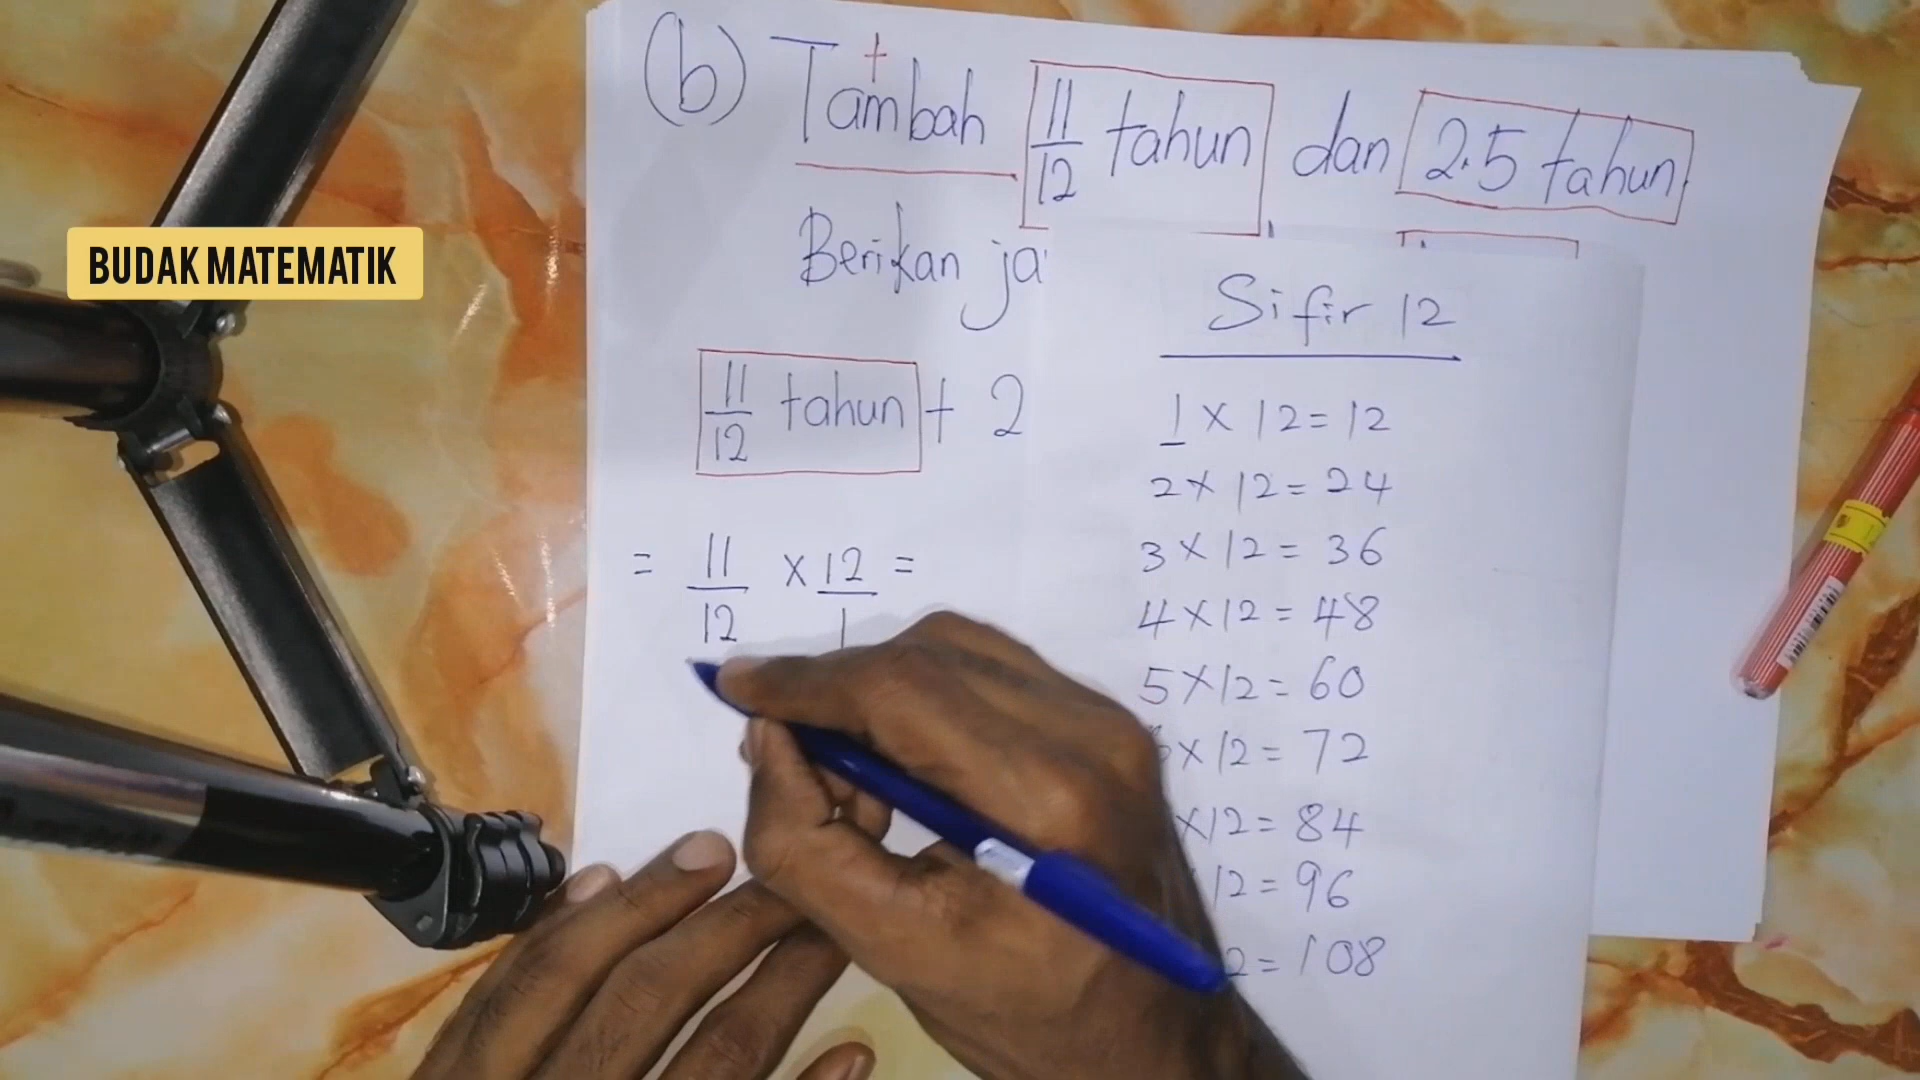 (b) Tambah 11/12 tahun dan 2.5 tahun.
+
BUDAK MATEMATIK
Berikan ja
Sifir 12
11/12 tahun + 2
1 × 12 = 12
2 × 12 = 24
= 11/12 × 12/1 =
3 × 12 = 36
4 × 12 = 48
5 × 12 = 60
× 12 = 72
× 12 = 84
12 = 96
2 = 108